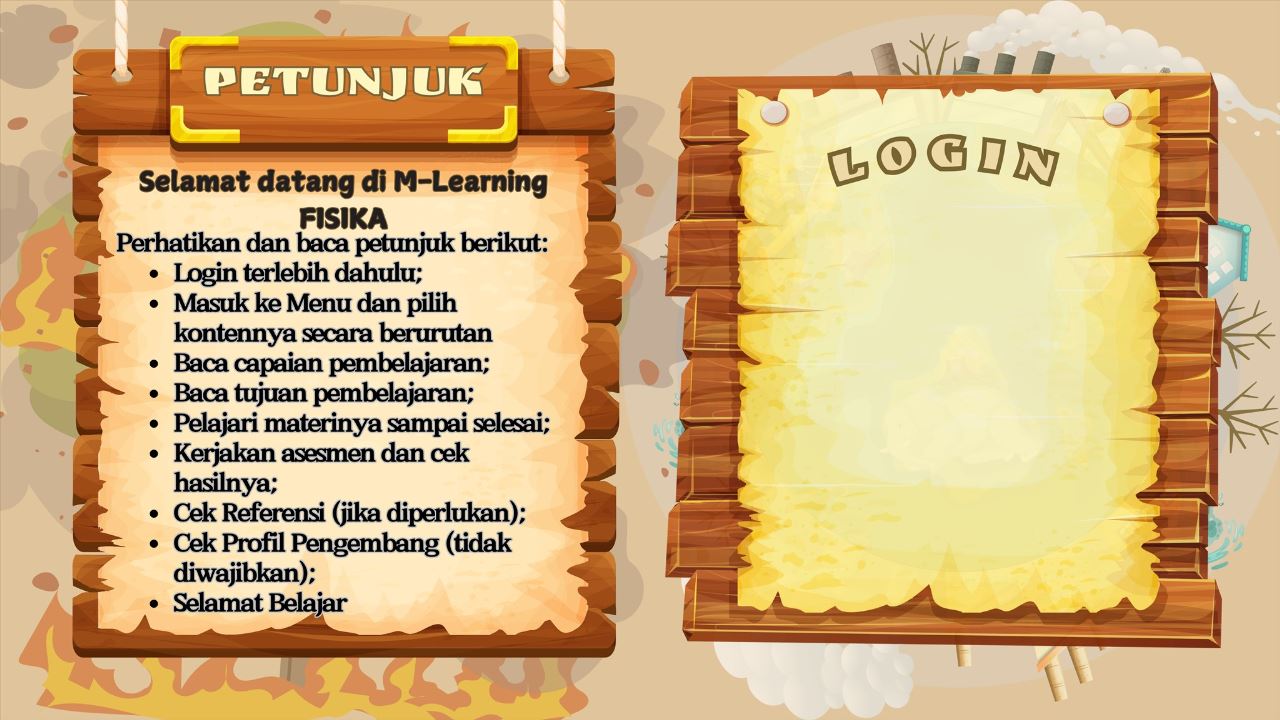 PETUNJUK
Selamat datang di M-Learning
FISIKA
Perhatikan dan baca petunjuk berikut:
• Login terlebih dahulu;
• Masuk ke Menu dan pilih
kontennya secara berurutan
• Baca capaian pembelajaran;
• Baca tujuan pembelajaran;
• Pelajari materinya sampai selesai;
• Kerjakan asesmen dan cek
hasilnya;
• Cek Referensi (jika diperlukan);
• Cek Profil Pengembang (tidak
diwajibkan);
• Selamat Belajar
LOGIN